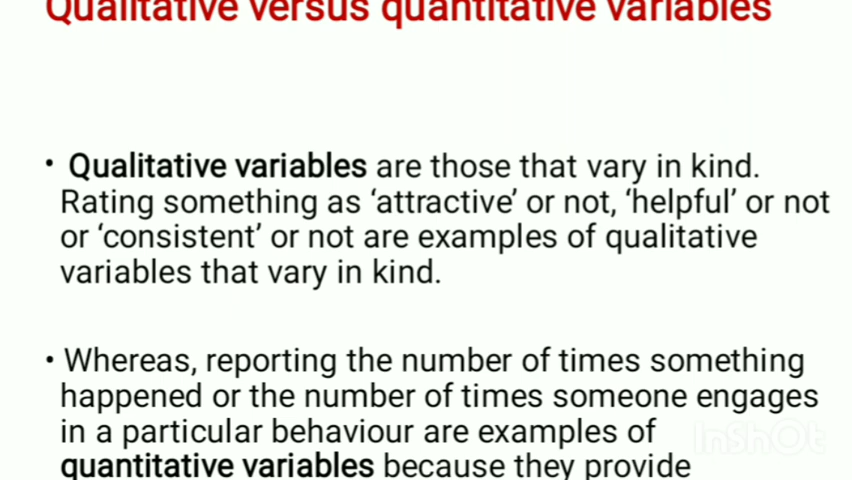 Qualitative versus quantitative variables
• Qualitative variables are those that vary in kind.
Rating something as ‘attractive’ or not, ‘helpful’ or not
or ‘consistent’ or not are examples of qualitative
variables that vary in kind.
• Whereas, reporting the number of times something
happened or the number of times someone engages
in a particular behaviour are examples of
quantitative variables because they provide
InShOt